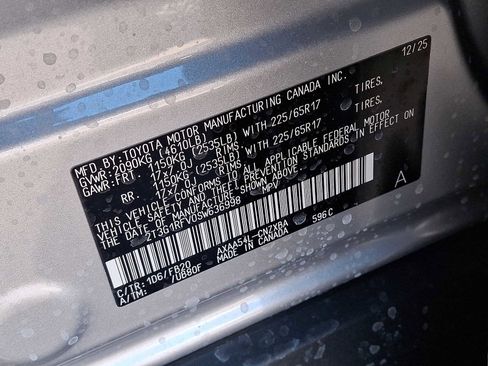 MFD.BY:TOYOTA MOTOR MANUFACTURING CANADA INC. 12/25
GVWR:2090KG (4610LB)
GAWR:FRT. 1150KG (2535LB) WITH 225/65R17 TIRES,
17x7.0J RIMS,
RR. 1150KG (2535LB) WITH 225/65R17 TIRES,
17x7.0J RIMS,
THIS VEHICLE CONFORMS TO ALL APPLICABLE FEDERAL MOTOR
VEHICLE SAFETY AND THEFT PREVENTION STANDARDS IN EFFECT ON
THE DATE OF MANUFACTURE SHOWN ABOVE.
2T3G1RFV0SW636998 MPV A
C/TR:1D6/FB20 AXAA54L-CNZXBA 596C
A/TM: /UB80F MADE IN CANADA